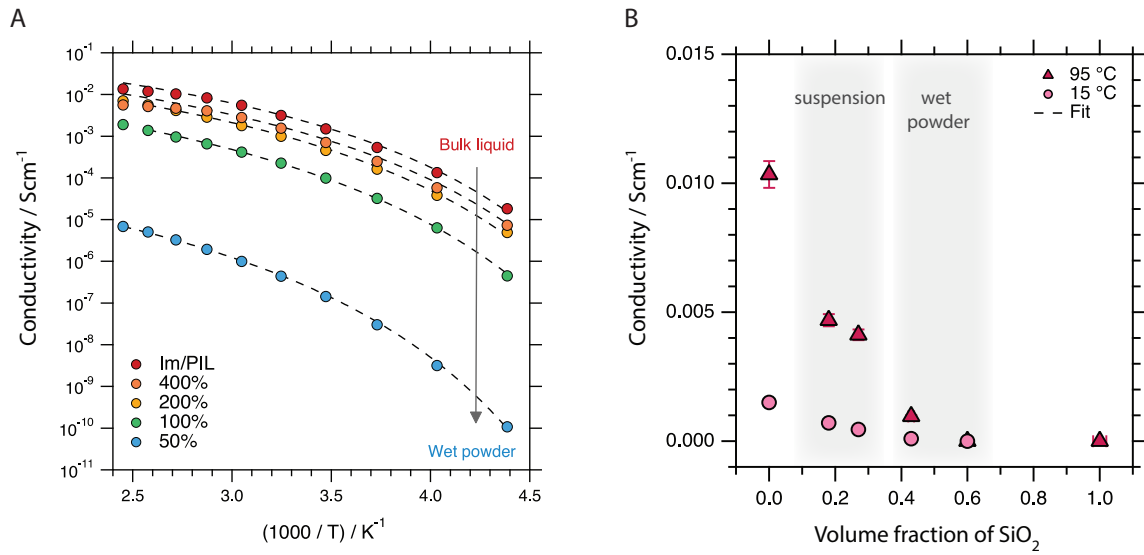 A
10⁻¹
10⁻²
10⁻³
10⁻⁴
10⁻⁵
10⁻⁶
10⁻⁷
10⁻⁸
10⁻⁹
10⁻¹⁰
10⁻¹¹
Conductivity / Scm⁻¹
Bulk liquid
Wet powder
Im/PIL
400%
200%
100%
50%
2.5 3.0 3.5 4.0 4.5
(1000 / T) / K⁻¹
B
0.015
0.010
0.005
0.000
Conductivity / Scm⁻¹
suspension
wet
powder
95 °C
15 °C
Fit
0.0 0.2 0.4 0.6 0.8 1.0
Volume fraction of SiO₂